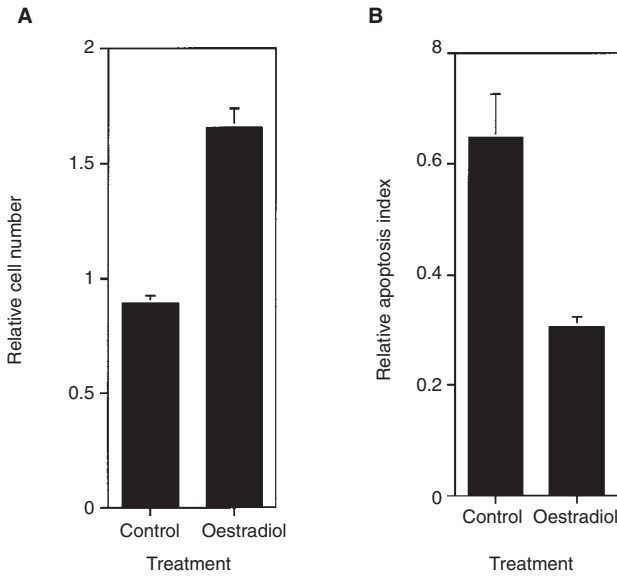 A
2
1.5
1
0.5
0
Relative cell number
Control Oestradiol
Treatment
B
8
0.6
0.4
0.2
0
Relative apoptosis index
Control Oestradiol
Treatment